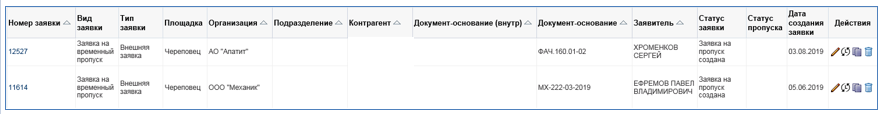 Номер заявки Вид заявки Тип заявки Площадка Организация Подразделение Контрагент Документ-основание (внутр) Документ-основание Заявитель Статус заявки Статус пропуска Дата создания заявки Действия
12527 Заявка на временный пропуск Внешняя заявка Череповец АО "Апатит" ФАЧ.160.01-02 ХРОМЕНКОВ СЕРГЕЙ Заявка на пропуск создана 03.08.2019
11614 Заявка на временный пропуск Внешняя заявка Череповец ООО "Механик" МХ-222-03-2019 ЕФРЕМОВ ПАВЕЛ ВЛАДИМИРОВИЧ Заявка на пропуск создана 05.06.2019